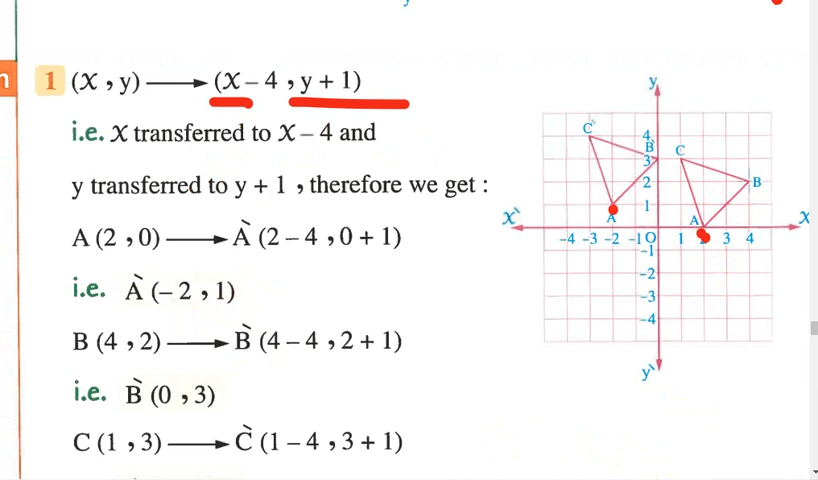 n
1 (X , y) ⟶ (X – 4 , y + 1)
i.e. X transferred to X – 4 and
y transferred to y + 1 , therefore we get :
A (2 , 0) ⟶ À (2 – 4 , 0 + 1)
i.e. À (– 2 , 1)
B (4 , 2) ⟶ B̀ (4 – 4 , 2 + 1)
i.e. B̀ (0 , 3)
C (1 , 3) ⟶ C̀ (1 – 4 , 3 + 1)
y
C̀
4
B̀
C
3
2
B
1
À
A
X̀
X
-4 -3 -2 -1 O 1 3 4
-1
-2
-3
-4
ỳ